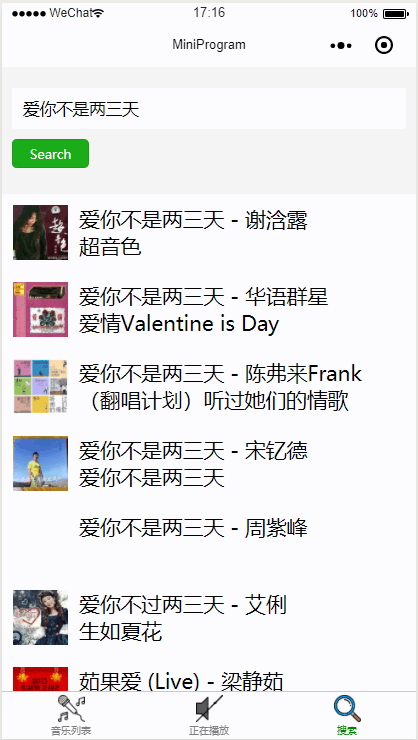 WeChat 17:16 100%
MiniProgram
爱你不是两三天
Search
爱你不是两三天 - 谢浛露
超音色
爱你不是两三天 - 华语群星
爱情Valentine is Day
爱你不是两三天 - 陈弗来Frank
（翻唱计划）听过她们的情歌
爱你不是两三天 - 宋钇德
爱你不是两三天
爱你不是两三天 - 周紫峰
爱你不过两三天 - 艾俐
生如夏花
茹果爱 (Live) - 梁静茹
音乐列表 正在播放 搜索